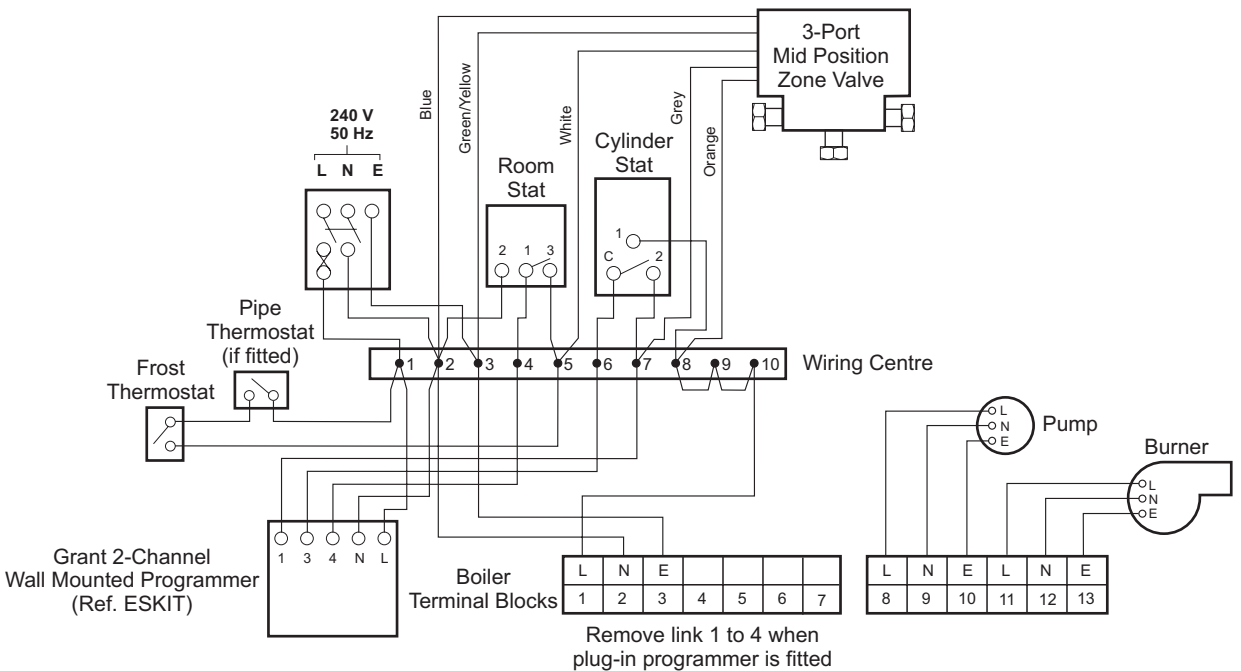 3-Port
Mid Position
Zone Valve
Blue
Green/Yellow
White
Grey
Orange
240 V
50 Hz
L N E
Room
Stat
2 1 3
Cylinder
Stat
1
C 2
Pipe
Thermostat
(if fitted)
Frost
Thermostat
1 2 3 4 5 6 7 8 9 10
Wiring Centre
L
N
E
Pump
Burner
L
N
E
1 3 4 N L
Grant 2-Channel
Wall Mounted Programmer
(Ref. ESKIT)
Boiler
Terminal Blocks
L N E
1 2 3 4 5 6 7
L N E L N E
8 9 10 11 12 13
Remove link 1 to 4 when
plug-in programmer is fitted